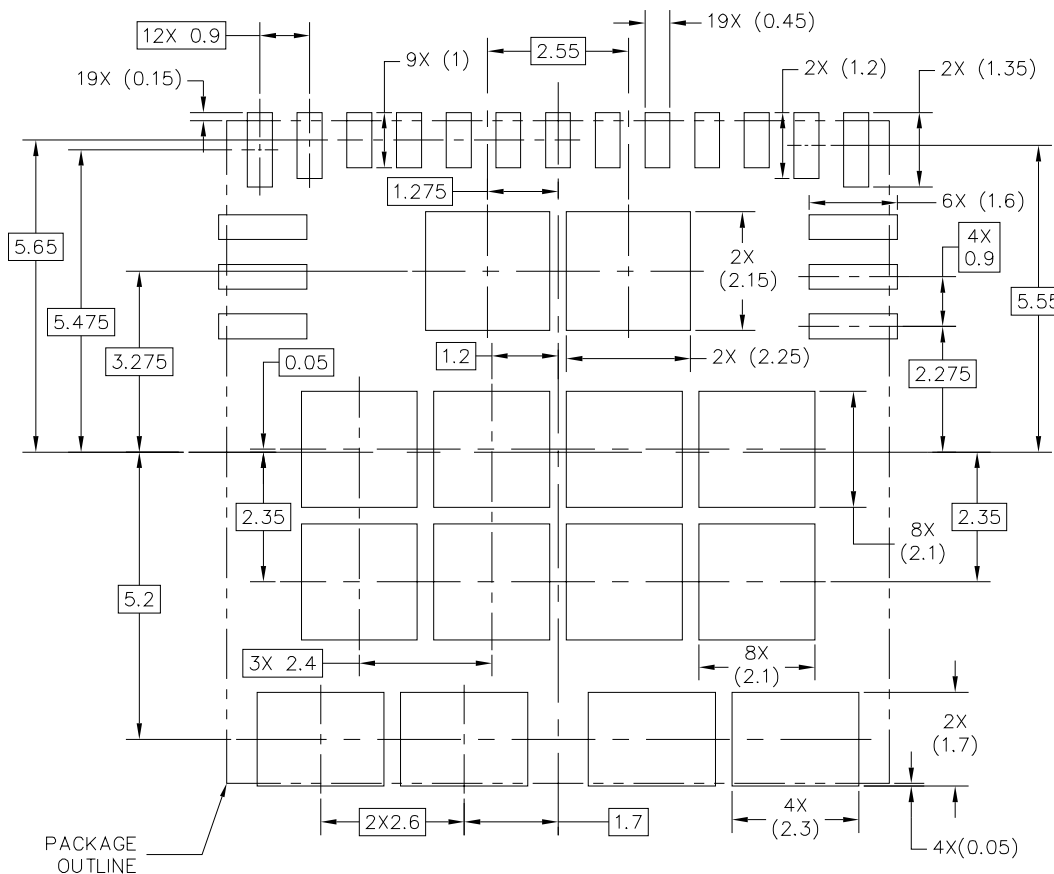 12X 0.9
19X (0.15)
9X (1)
2.55
19X (0.45)
2X (1.2)
2X (1.35)
1.275
6X (1.6)
5.65
2X
(2.15)
4X
0.9
5.475
5.55
3.275
0.05
1.2
2X (2.25)
2.275
2.35
2.35
8X
(2.1)
5.2
3X 2.4
8X
(2.1)
2X
(1.7)
2X2.6
1.7
4X
(2.3)
4X(0.05)
PACKAGE
OUTLINE